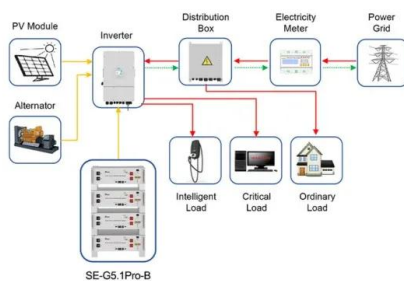 PV Module
Inverter
Distribution
Box
Electricity
Meter
Power
Grid
Alternator
Intelligent
Load
Critical
Load
Ordinary
Load
SE-G5.1Pro-B